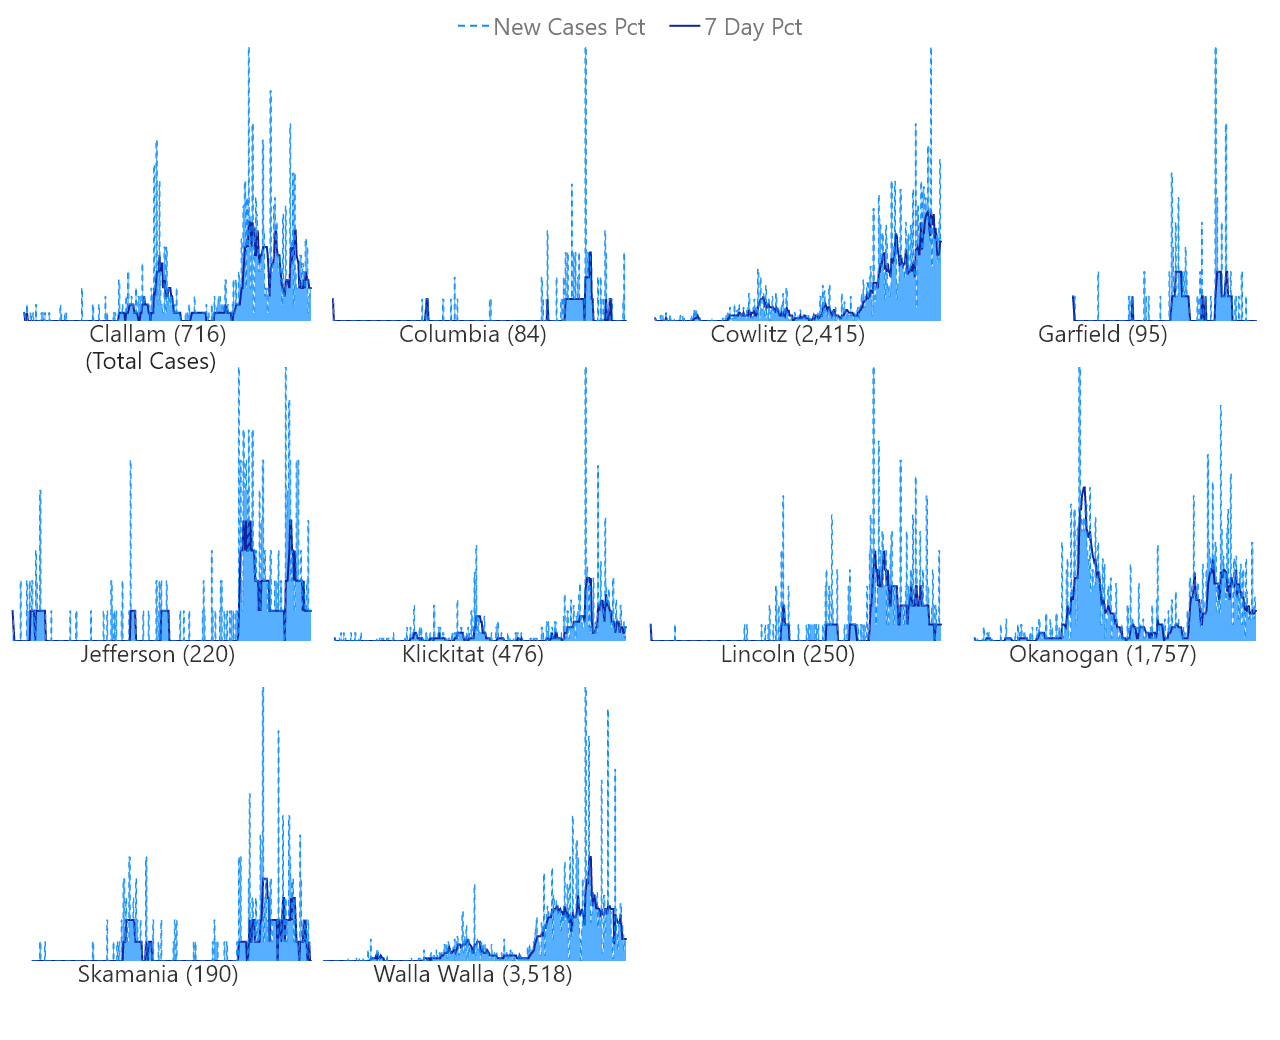 New Cases Pct 7 Day Pct
Clallam (716)
(Total Cases)
Columbia (84)
Cowlitz (2,415)
Garfield (95)
Jefferson (220)
Klickitat (476)
Lincoln (250)
Okanogan (1,757)
Skamania (190)
Walla Walla (3,518)